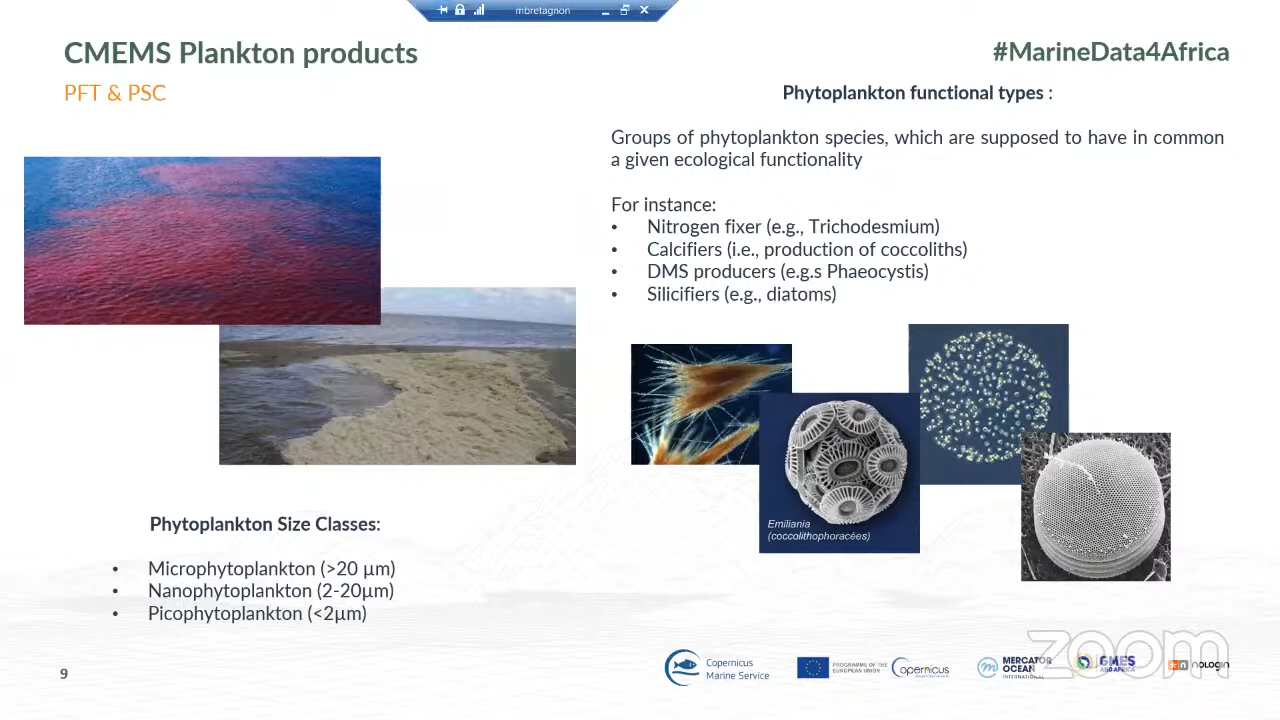 mbretagnon
CMEMS Plankton products
#MarineData4Africa
PFT & PSC
Phytoplankton functional types :
Groups of phytoplankton species, which are supposed to have in common
a given ecological functionality
For instance:
• Nitrogen fixer (e.g., Trichodesmium)
• Calcifiers (i.e., production of coccoliths)
• DMS producers (e.g.s Phaeocystis)
• Silicifiers (e.g., diatoms)
Emiliania
(coccolithophoracées)
Phytoplankton Size Classes:
• Microphytoplankton (>20 µm)
• Nanophytoplankton (2-20µm)
• Picophytoplankton (<2µm)
9
Copernicus
Marine Service
PROGRAMME OF THE
EUROPEAN UNION
opernicus
MERCATOR
OCEAN
INTERNATIONAL
GMES
AND AFRICA
nologin
zoom